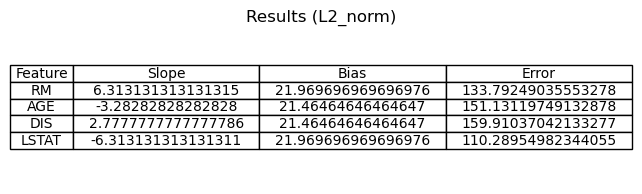 Results (L2_norm)
Feature Slope Bias Error
RM 6.313131313131315 21.969696969696976 133.79249035553278
AGE -3.28282828282828 21.46464646464647 151.13119749132878
DIS 2.7777777777777786 21.46464646464647 159.91037042133277
LSTAT -6.313131313131311 21.969696969696976 110.28954982344055